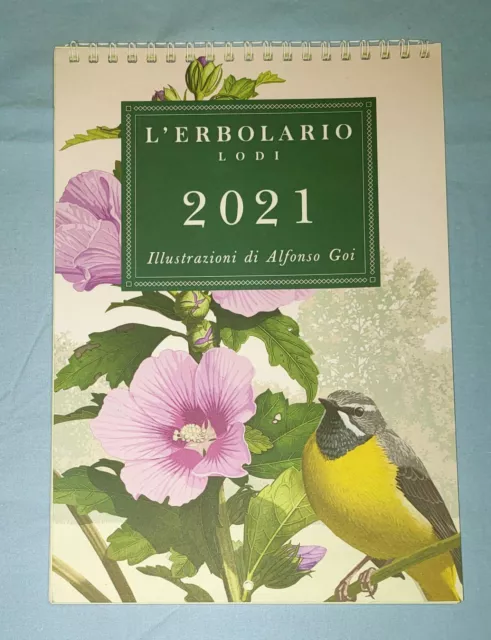 L'ERBOLARIO
LODI
2021
Illustrazioni di Alfonso Goi